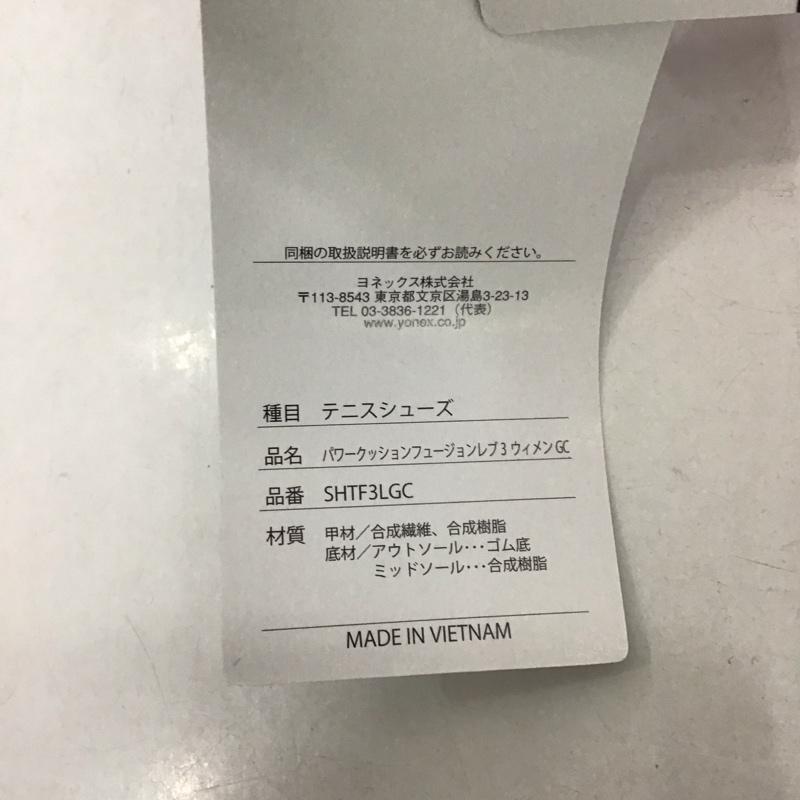 同梱の取扱説明書を必ずお読みください。
ヨネックス株式会社
〒113-8543 東京都文京区湯島3-23-13
TEL 03-3836-1221（代表）
www.yonex.co.jp
種目 テニスシューズ
品名 パワークッションフュージョンレブ3 ウィメンGC
品番 SHTF3LGC
材質 甲材／合成繊維、合成樹脂
底材／アウトソール･･･ゴム底
ミッドソール･･･合成樹脂
MADE IN VIETNAM